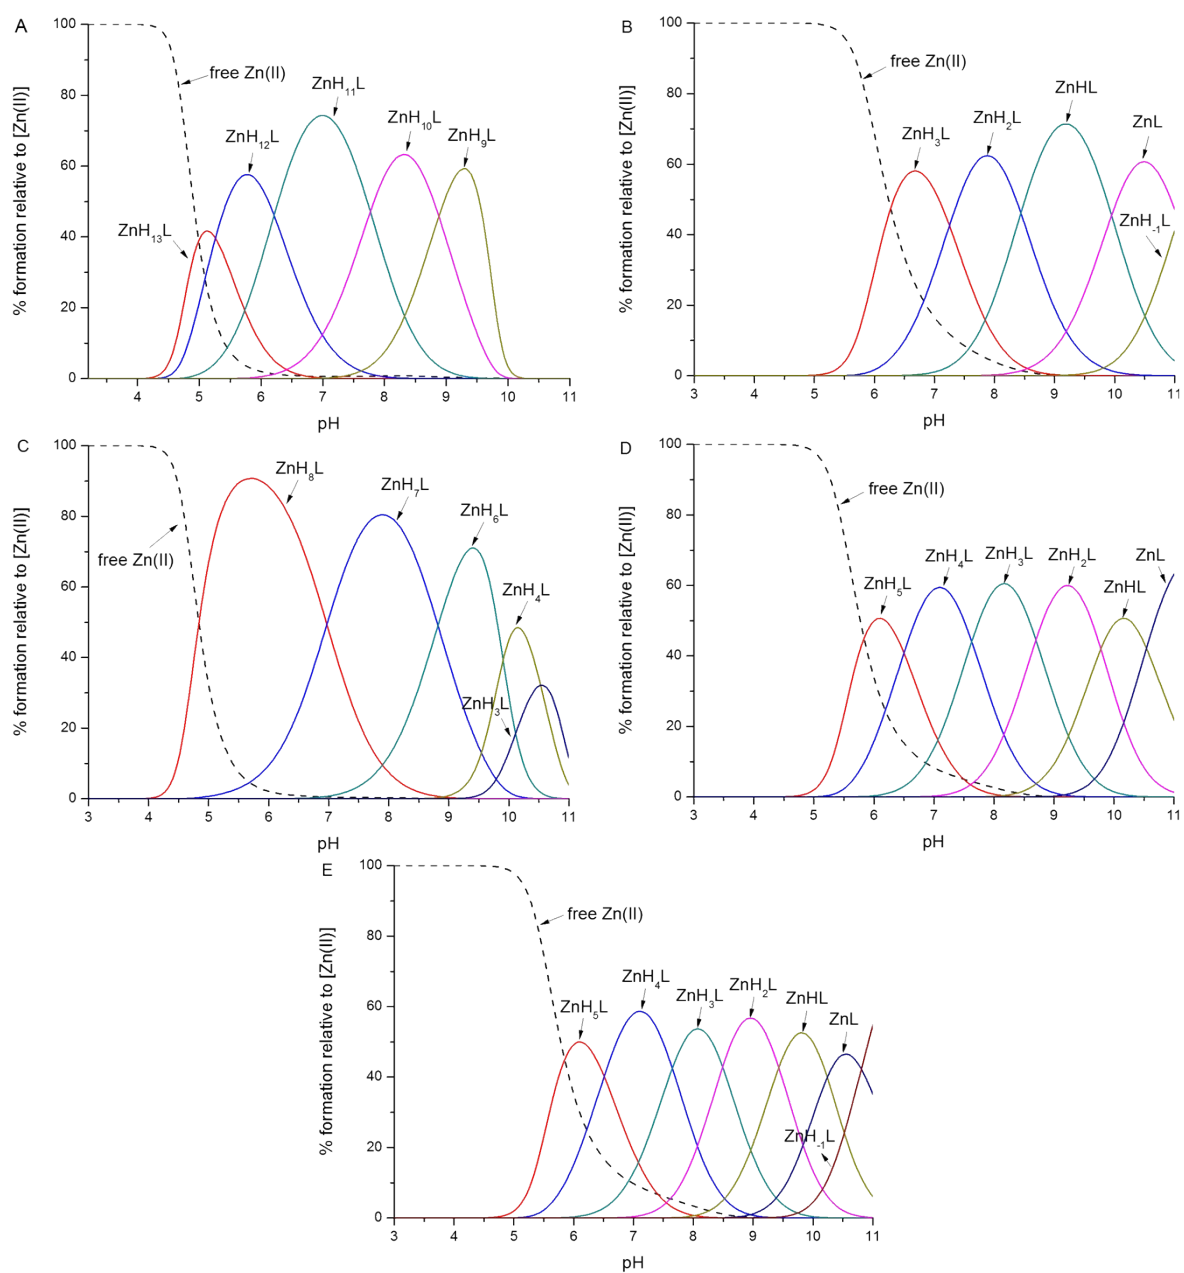 A
% formation relative to [Zn(II)]
100
80
60
40
20
0
free Zn(II)
ZnH₁₃L
ZnH₁₂L
ZnH₁₁L
ZnH₁₀L
ZnH₉L
4 5 6 7 8 9 10 11
pH
B
% formation relative to [Zn(II)]
100
80
60
40
20
0
free Zn(II)
ZnH₃L
ZnH₂L
ZnHL
ZnL
ZnH₋₁L
3 4 5 6 7 8 9 10 11
pH
C
% formation relative to [Zn(II)]
100
80
60
40
20
0
free Zn(II)
ZnH₈L
ZnH₇L
ZnH₆L
ZnH₄L
ZnH₃L
3 4 5 6 7 8 9 10 11
pH
D
% formation relative to [Zn(II)]
100
80
60
40
20
0
free Zn(II)
ZnH₅L
ZnH₄L
ZnH₃L
ZnH₂L
ZnHL
ZnL
3 4 5 6 7 8 9 10 11
pH
E
% formation relative to [Zn(II)]
100
80
60
40
20
0
free Zn(II)
ZnH₅L
ZnH₄L
ZnH₃L
ZnH₂L
ZnHL
ZnL
ZnH₋₁L
3 4 5 6 7 8 9 10 11
pH